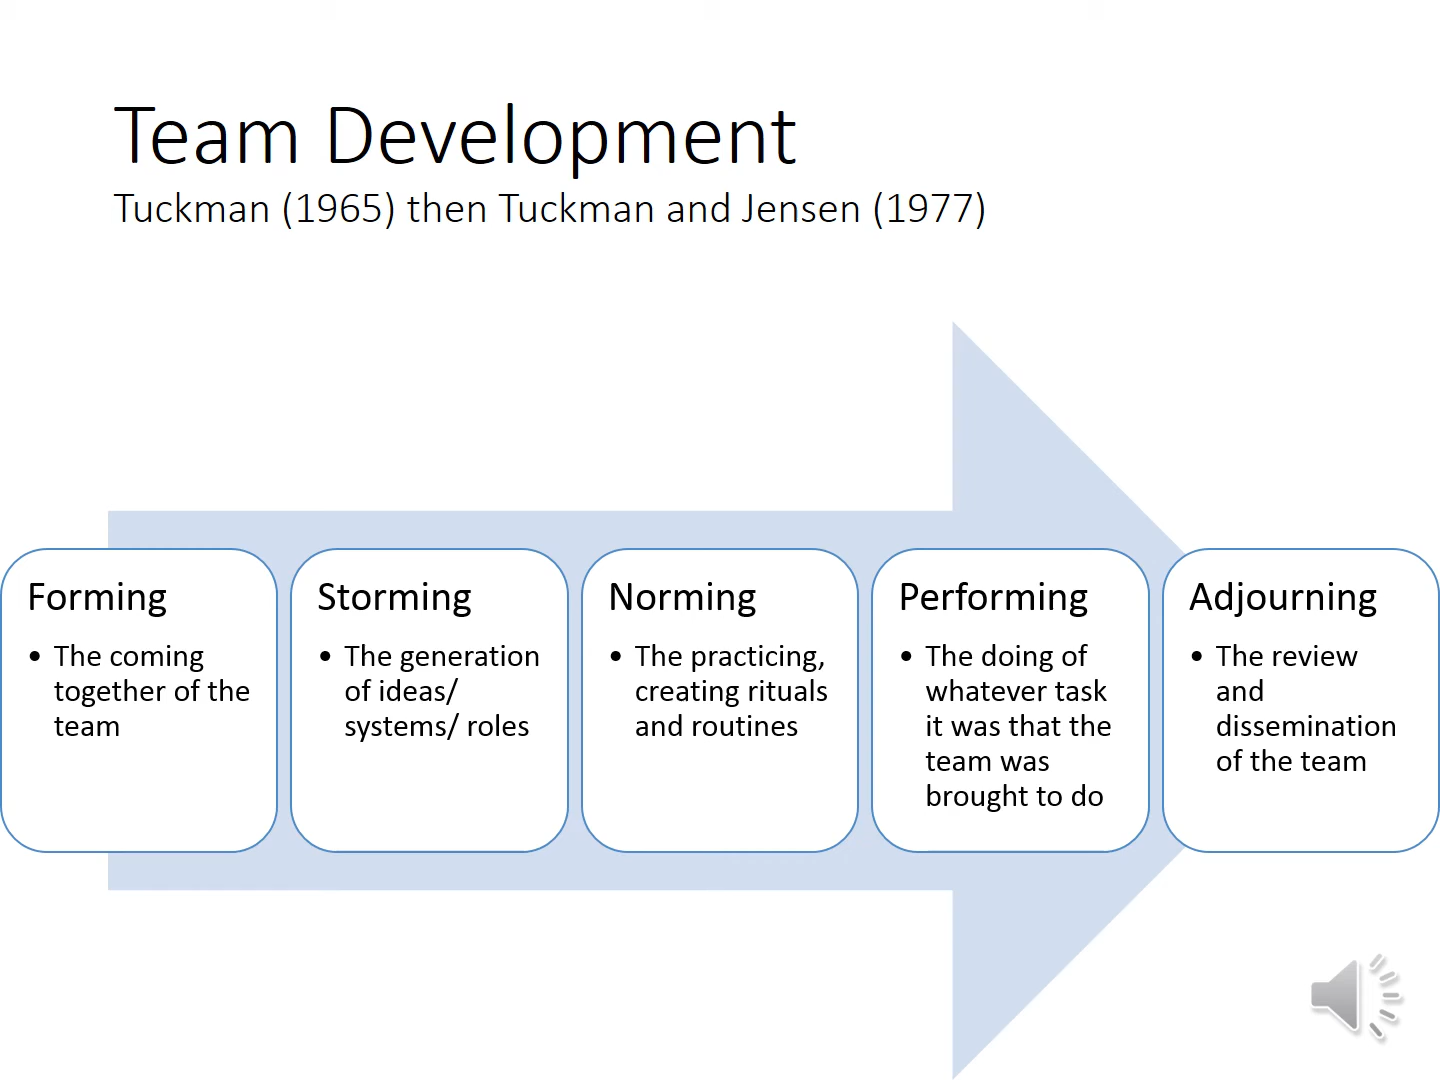 Team Development
Tuckman (1965) then Tuckman and Jensen (1977)
Forming
• The coming
together of the
team
Storming
• The generation
of ideas/
systems/ roles
Norming
• The practicing,
creating rituals
and routines
Performing
• The doing of
whatever task
it was that the
team was
brought to do
Adjourning
• The review
and
dissemination
of the team